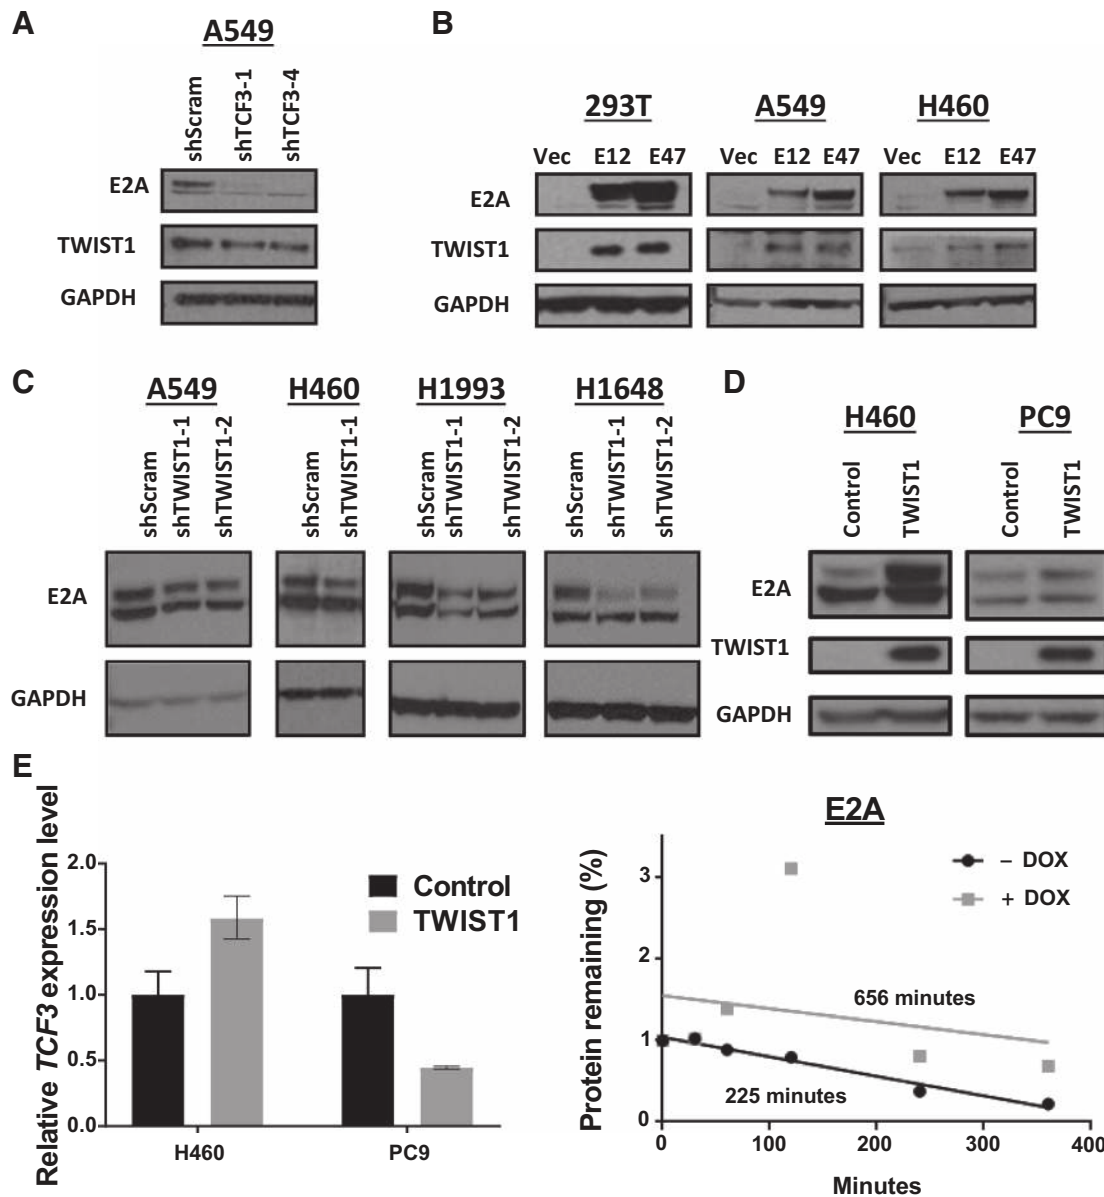 A
A549
shScram
shTCF3-1
shTCF3-4
E2A
TWIST1
GAPDH
B
293T
A549
H460
Vec E12 E47
Vec E12 E47
Vec E12 E47
E2A
TWIST1
GAPDH
C
A549
H460
H1993
H1648
shScram
shTWIST1-1
shTWIST1-2
shScram
shTWIST1-1
shScram
shTWIST1-1
shTWIST1-2
shScram
shTWIST1-1
shTWIST1-2
E2A
GAPDH
D
H460
PC9
Control
TWIST1
Control
TWIST1
E2A
TWIST1
GAPDH
E
Relative TCF3 expression level
2.0
1.5
1.0
0.5
0.0
Control
TWIST1
H460
PC9
E2A
Protein remaining (%)
3
2
1
0
– DOX
+ DOX
656 minutes
225 minutes
0 100 200 300 400
Minutes